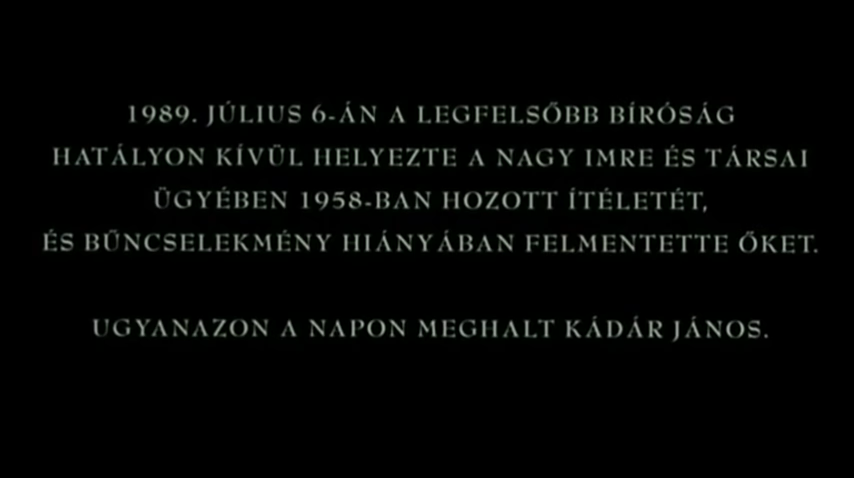 1989. JÚLIUS 6-ÁN A LEGFELSŐBB BÍRÓSÁG
HATÁLYON KÍVÜL HELYEZTE A NAGY IMRE ÉS TÁRSAI
ÜGYÉBEN 1958-BAN HOZOTT ÍTÉLETÉT,
ÉS BŰNCSELEKMÉNY HIÁNYÁBAN FELMENTETTE ŐKET.
UGYANAZON A NAPON MEGHALT KÁDÁR JÁNOS.